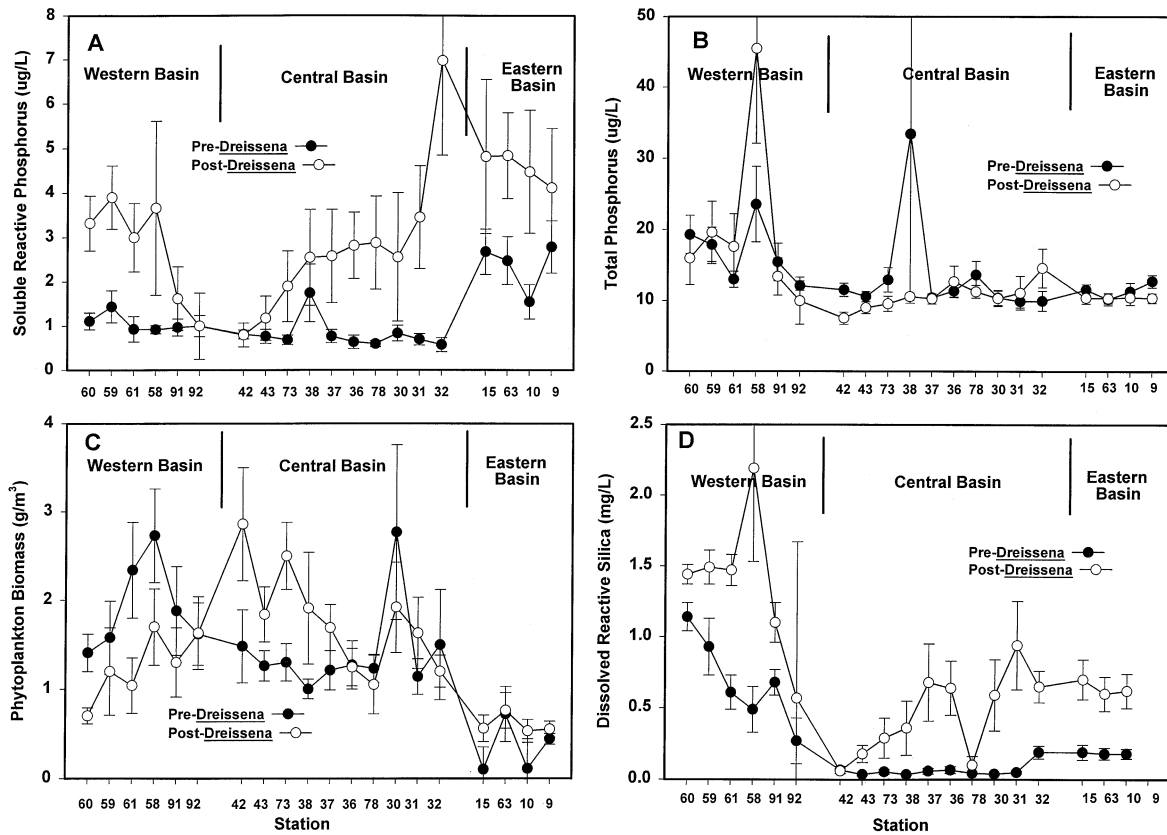 A
Western Basin
Central Basin
Eastern
Basin
Pre-Dreissena
Post-Dreissena
Soluble Reactive Phosphorus (ug/L)
8
7
6
5
4
3
2
1
0
60 59 61 58 91 92 42 43 73 38 37 36 78 30 31 32 15 63 10 9
B
Western Basin
Central Basin
Eastern
Basin
Pre-Dreissena
Post-Dreissena
Total Phosphorus (ug/L)
50
40
30
20
10
0
60 59 61 58 91 92 42 43 73 38 37 36 78 30 31 32 15 63 10 9
C
Western Basin
Central Basin
Eastern
Basin
Pre-Dreissena
Post-Dreissena
Phytoplankton Biomass (g/m³)
4
3
2
1
0
60 59 61 58 91 92 42 43 73 38 37 36 78 30 31 32 15 63 10 9
Station
D
Western Basin
Central Basin
Eastern
Basin
Pre-Dreissena
Post-Dreissena
Dissolved Reactive Silica (mg/L)
2.5
2.0
1.5
1.0
0.5
0.0
60 59 61 58 91 92 42 43 73 38 37 36 78 30 31 32 15 63 10 9
Station